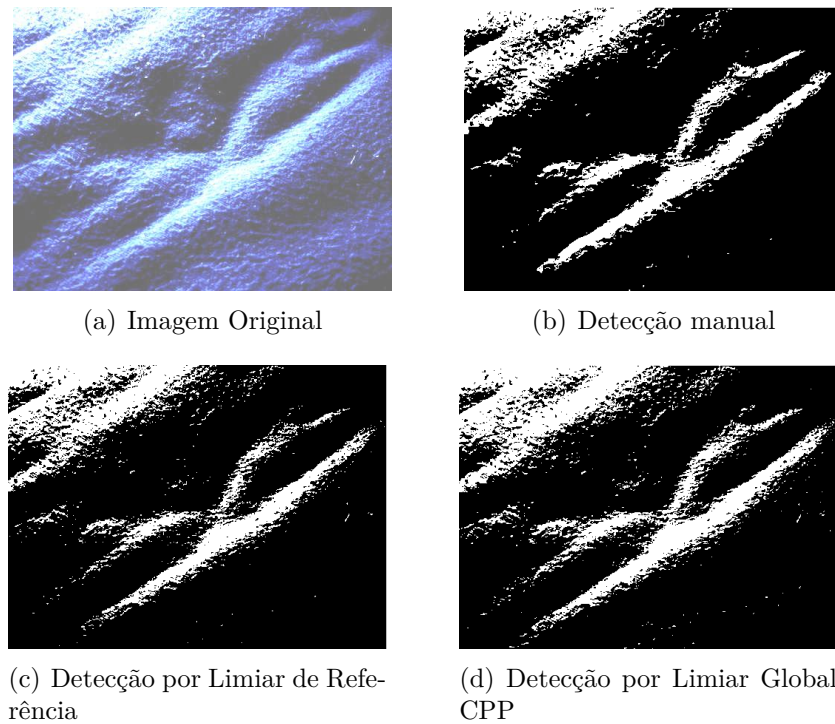 (a) Imagem Original
(b) Detecção manual
(c) Detecção por Limiar de Refe-
rência
(d) Detecção por Limiar Global
CPP